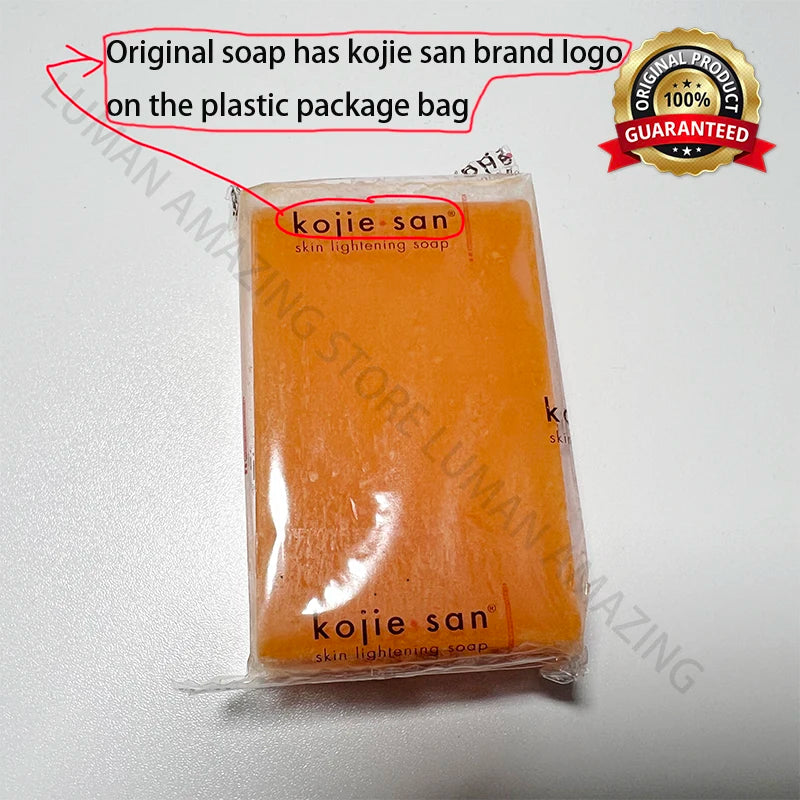 Original soap has kojie san brand logo
on the plastic package bag
ORIGINAL PRODUCT
100%
GUARANTEED
kojie·san®
skin lightening soap
LUMAN AMAZING STORE LUMAN AMAZING
kojie·san®
skin lightening soap